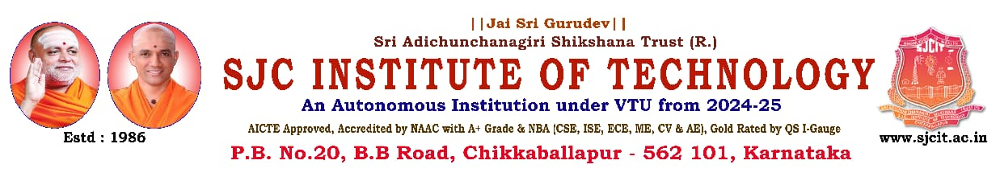 ||Jai Sri Gurudev||
Sri Adichunchanagiri Shikshana Trust (R.)
SJC INSTITUTE OF TECHNOLOGY
An Autonomous Institution under VTU from 2024-25
AICTE Approved, Accredited by NAAC with A+ Grade & NBA (CSE, ISE, ECE, ME, CV & AE), Gold Rated by QS I-Gauge
P.B. No.20, B.B Road, Chikkaballapur - 562 101, Karnataka
Estd : 1986
SJCIT
www.sjcit.ac.in